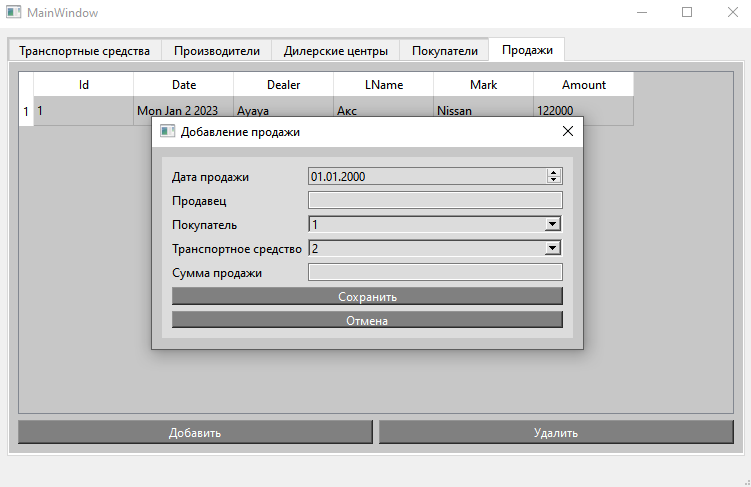 MainWindow
Транспортные средства Производители Дилерские центры Покупатели Продажи
Id Date Dealer LName Mark Amount
1 1 Mon Jan 2 2023 Ayaya Акс Nissan 122000
Добавление продажи
Дата продажи 01.01.2000
Продавец
Покупатель 1
Транспортное средство 2
Сумма продажи
Сохранить
Отмена
Добавить Удалить